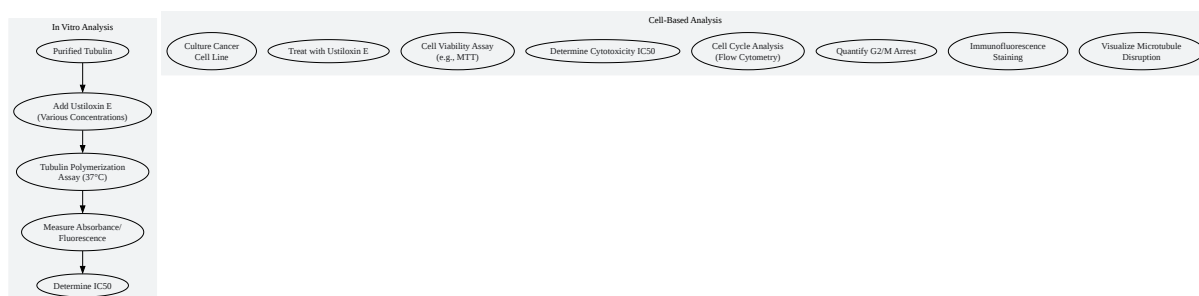 In Vitro Analysis
Purified Tubulin
Add Ustiloxin E
(Various Concentrations)
Tubulin Polymerization
Assay (37°C)
Measure Absorbance/
Fluorescence
Determine IC50
Cell-Based Analysis
Culture Cancer
Cell Line
Treat with Ustiloxin E
Cell Viability Assay
(e.g., MTT)
Determine Cytotoxicity IC50
Cell Cycle Analysis
(Flow Cytometry)
Quantify G2/M Arrest
Immunofluorescence
Staining
Visualize Microtubule
Disruption